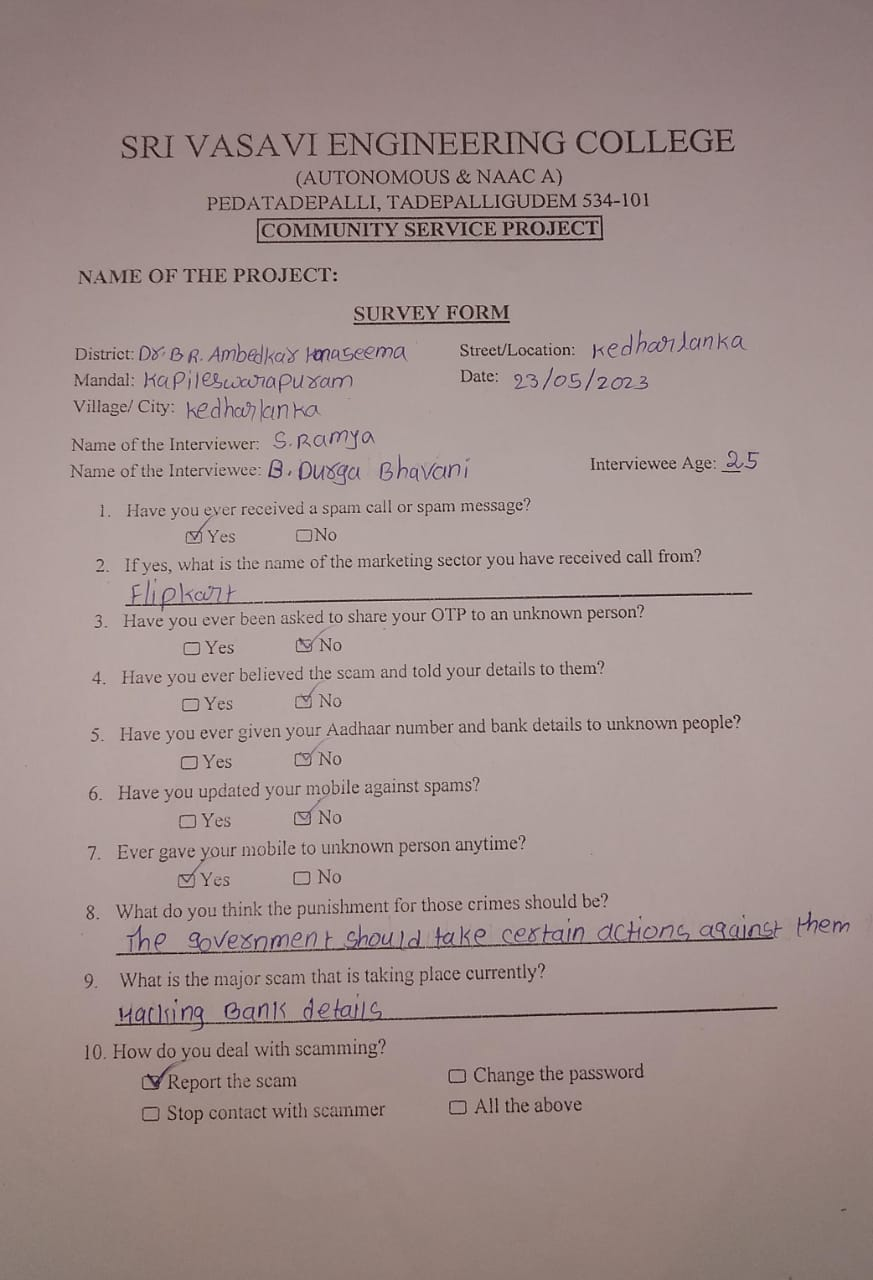 SRI VASAVI ENGINEERING COLLEGE
(AUTONOMOUS & NAAC A)
PEDATADEPALLI, TADEPALLIGUDEM 534-101
COMMUNITY SERVICE PROJECT
NAME OF THE PROJECT:
SURVEY FORM
District: Dr. B R. Ambedkar Konaseema Street/Location: Kedharlanka
Mandal: Kapileswarapuram Date: 23/05/2023
Village/ City: Kedharlanka
Name of the Interviewer: S. Ramya
Name of the Interviewee: B. Durga Bhavani Interviewee Age: 25
1. Have you ever received a spam call or spam message?
☑ Yes ☐ No
2. If yes, what is the name of the marketing sector you have received call from?
Flipkart
3. Have you ever been asked to share your OTP to an unknown person?
☐ Yes ☑ No
4. Have you ever believed the scam and told your details to them?
☐ Yes ☑ No
5. Have you ever given your Aadhaar number and bank details to unknown people?
☐ Yes ☑ No
6. Have you updated your mobile against spams?
☐ Yes ☑ No
7. Ever gave your mobile to unknown person anytime?
☑ Yes ☐ No
8. What do you think the punishment for those crimes should be?
The government should take certain actions against them
9. What is the major scam that is taking place currently?
Hacking Bank details
10. How do you deal with scamming?
☑ Report the scam ☐ Change the password
☐ Stop contact with scammer ☐ All the above